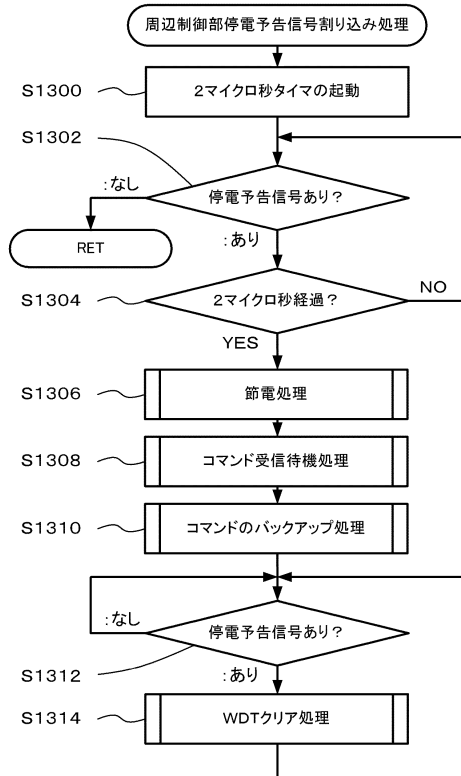 周辺制御部停電予告信号割り込み処理
S1300
2マイクロ秒タイマの起動
S1302
停電予告信号あり？
：なし
RET
：あり
S1304
2マイクロ秒経過？
NO
YES
S1306
節電処理
S1308
コマンド受信待機処理
S1310
コマンドのバックアップ処理
：なし
停電予告信号あり？
S1312
：あり
S1314
WDTクリア処理